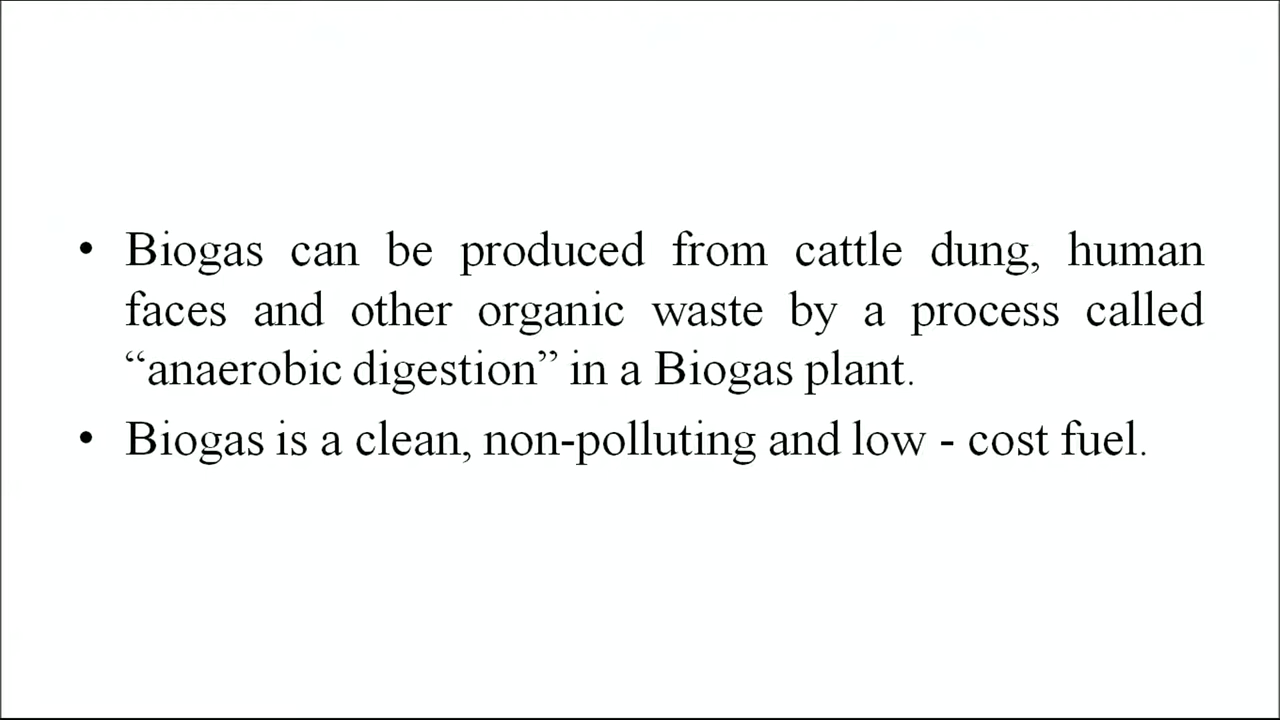 • Biogas can be produced from cattle dung, human
faces and other organic waste by a process called
“anaerobic digestion” in a Biogas plant.
• Biogas is a clean, non-polluting and low - cost fuel.